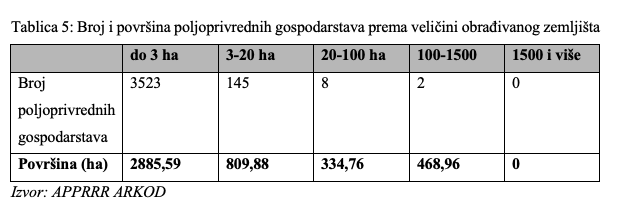 Tablica 5: Broj i površina poljoprivrednih gospodarstava prema veličini obrađivanog zemljišta
do 3 ha 3-20 ha 20-100 ha 100-1500 1500 i više
Broj 3523 145 8 2 0
poljoprivrednih
gospodarstava
Površina (ha) 2885,59 809,88 334,76 468,96 0
Izvor: APPRRR ARKOD